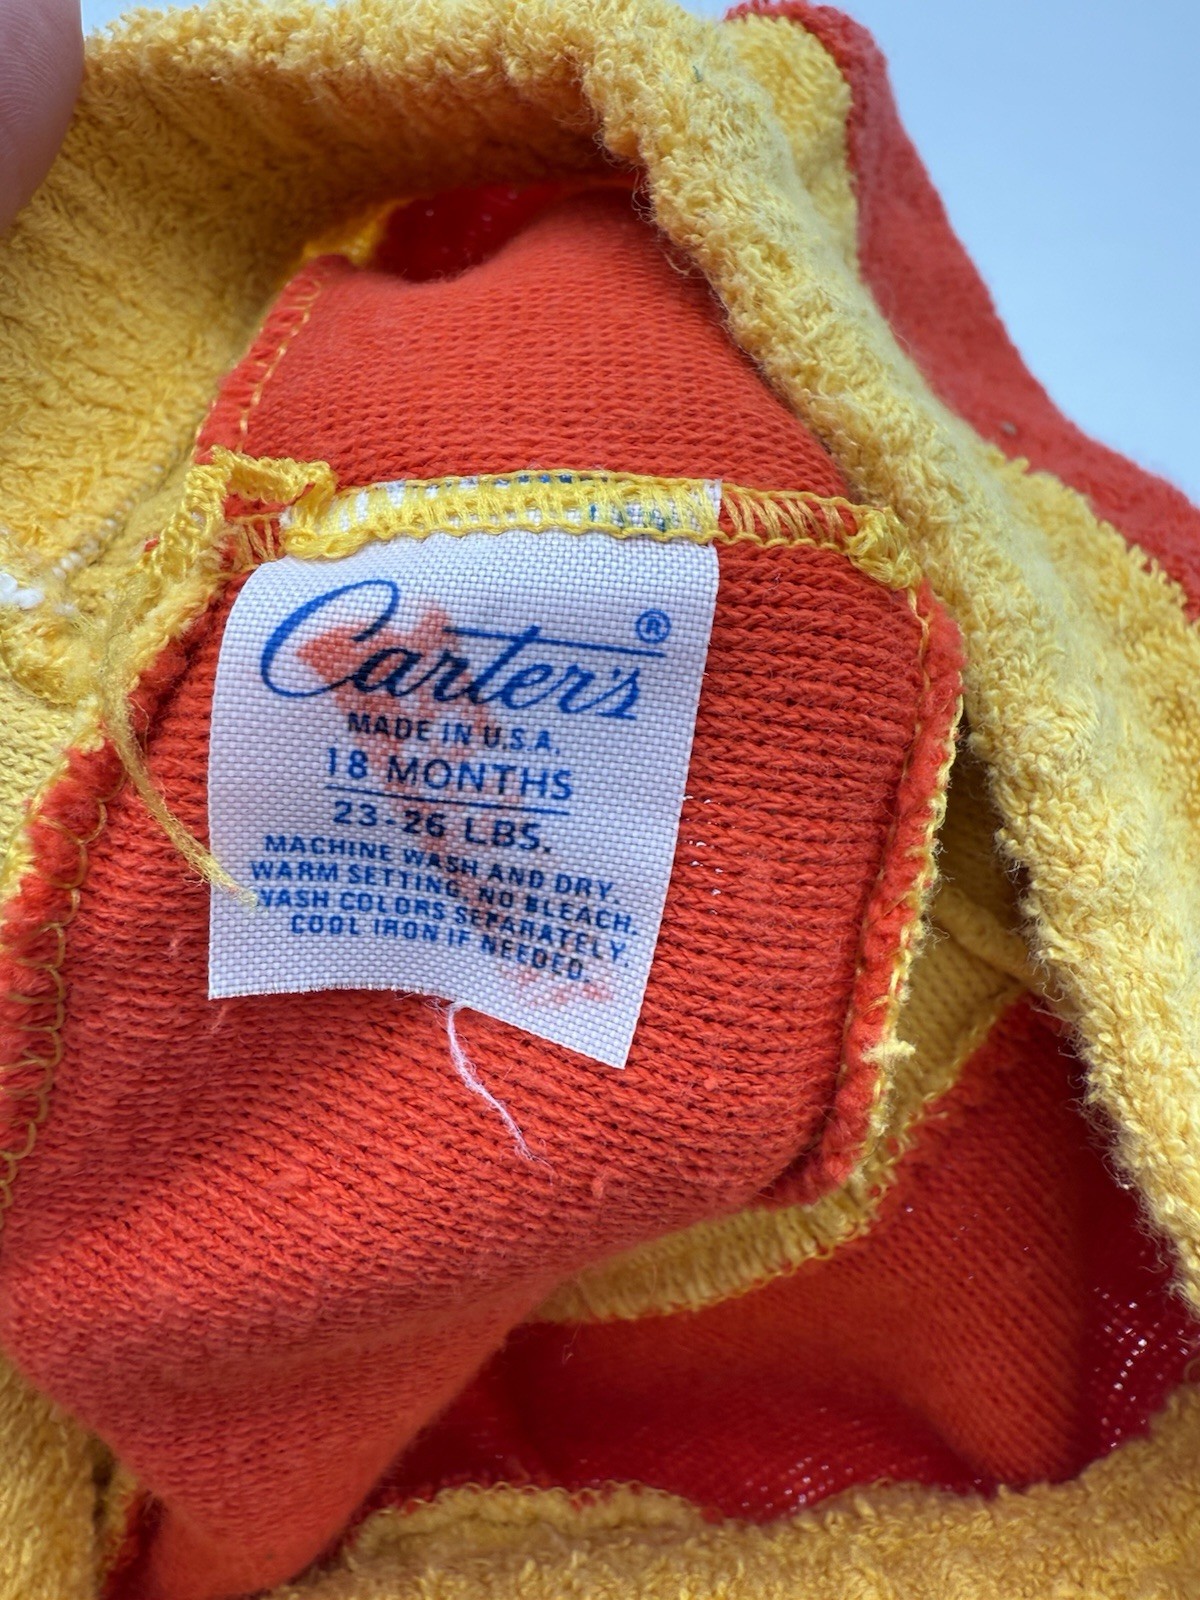 Carter's®
MADE IN U.S.A.
18 MONTHS
23-26 LBS.
MACHINE WASH AND DRY.
WARM SETTING, NO BLEACH.
WASH COLORS SEPARATELY.
COOL IRON IF NEEDED.